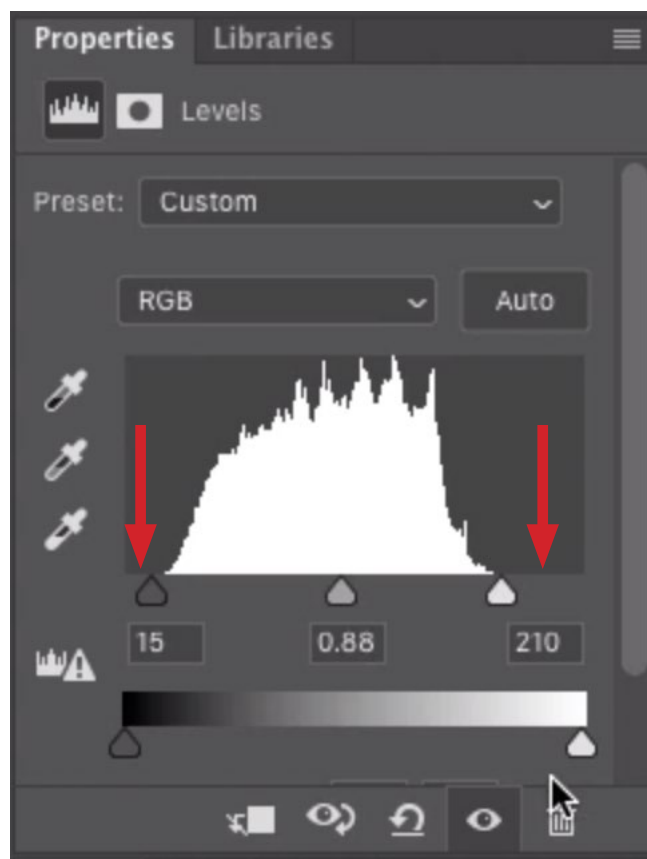 Properties Libraries
Levels
Preset: Custom
RGB Auto
15 0.88 210